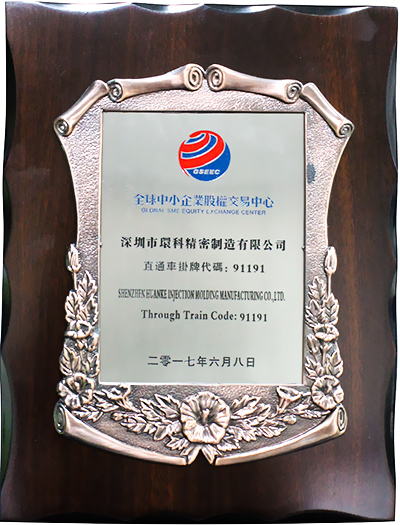 GSEEC
全球中小企業股權交易中心
GLOBAL SME EQUITY EXCHANGE CENTER
深圳市環科精密制造有限公司
直通車掛牌代碼: 91191
SHENZHEN HUANKE INJECTION MOLDING MANUFACTURING CO.,LTD.
Through Train Code: 91191
二零一七年六月八日